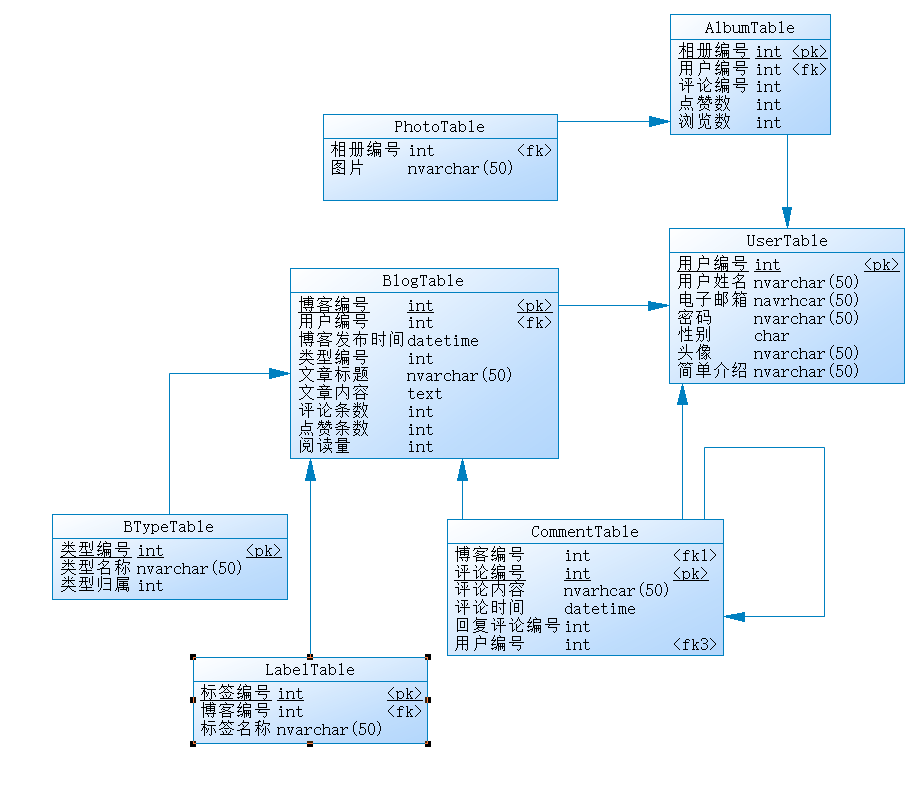 AlbumTable
相册编号 int <pk>
用户编号 int <fk>
评论编号 int
点赞数 int
浏览数 int
PhotoTable
相册编号 int <fk>
图片 nvarchar(50)
UserTable
用户编号 int <pk>
用户姓名 nvarchar(50)
电子邮箱 navrhcar(50)
密码 nvarchar(50)
性别 char
头像 nvarchar(50)
简单介绍 nvarchar(50)
BlogTable
博客编号 int <pk>
用户编号 int <fk>
博客发布时间 datetime
类型编号 int
文章标题 nvarchar(50)
文章内容 text
评论条数 int
点赞条数 int
阅读量 int
BTypeTable
类型编号 int <pk>
类型名称 nvarchar(50)
类型归属 int
CommentTable
博客编号 int <fk1>
评论编号 int <pk>
评论内容 nvarhcar(50)
评论时间 datetime
回复评论编号 int
用户编号 int <fk3>
LabelTable
标签编号 int <pk>
博客编号 int <fk>
标签名称 nvarchar(50)